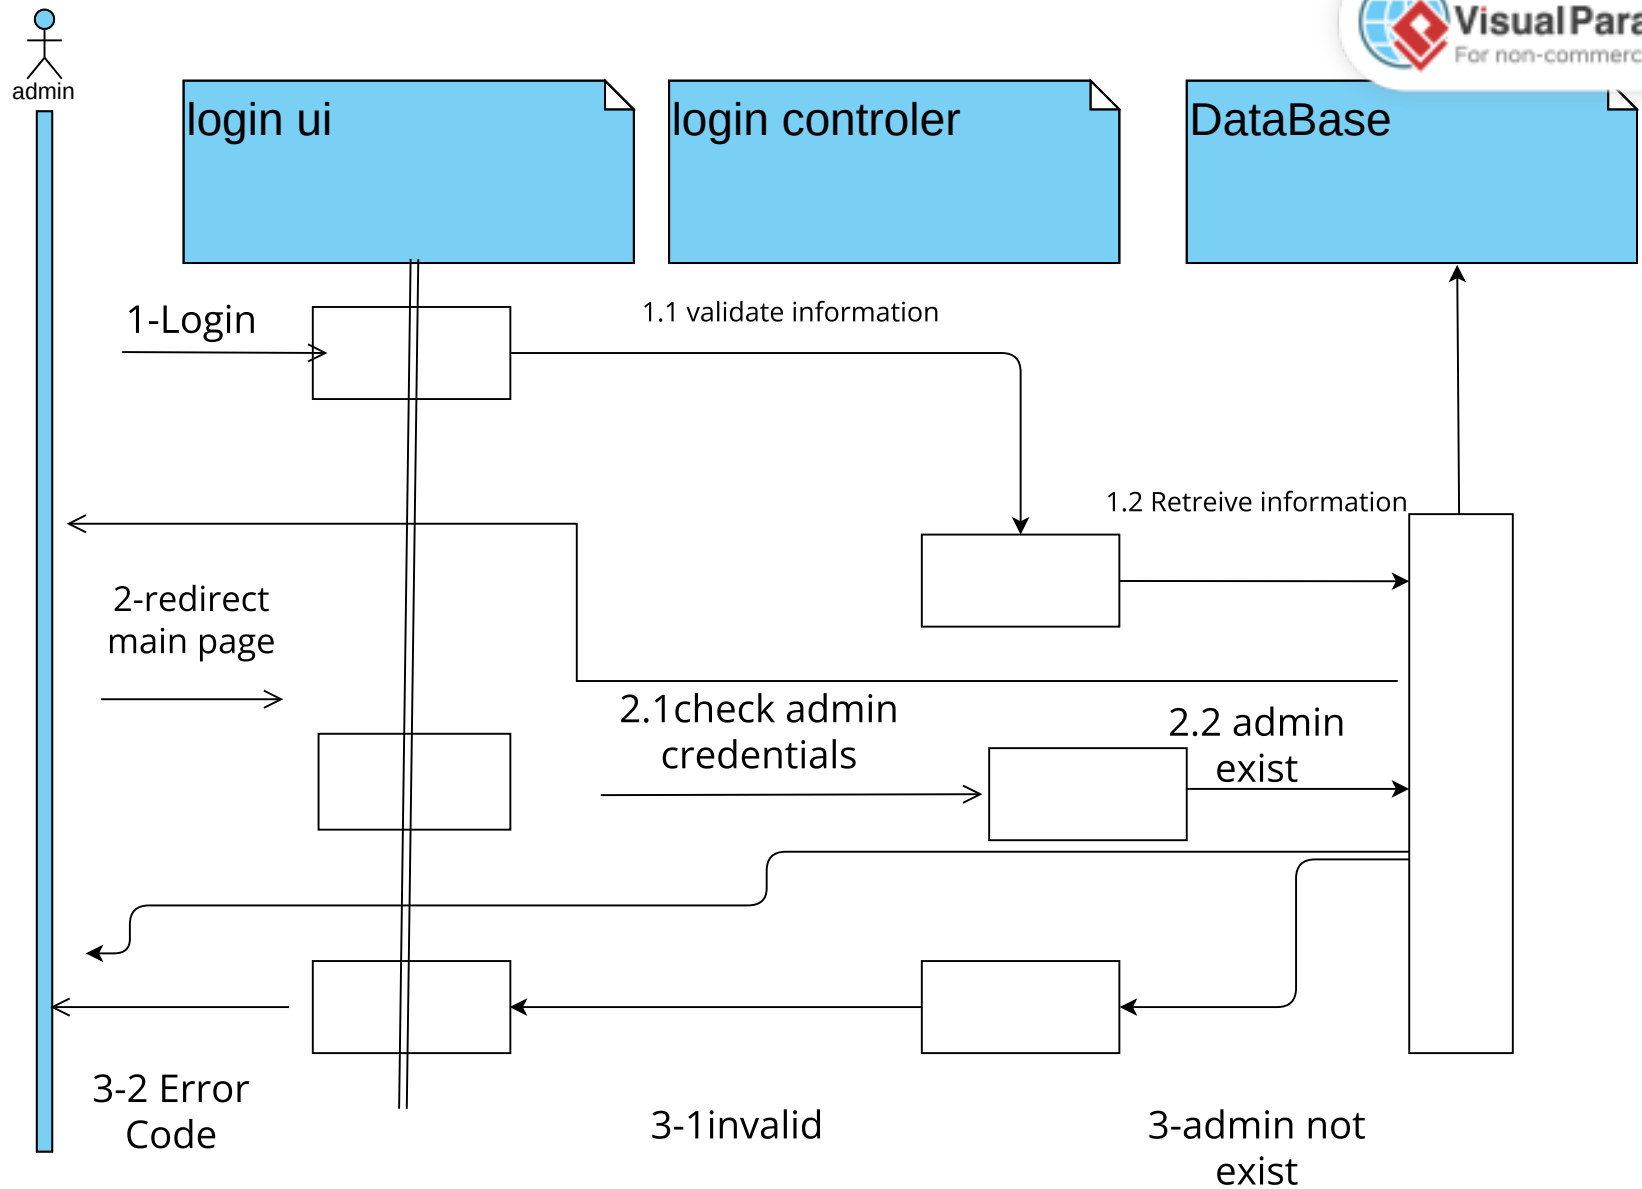 VisualPara
For non-commerc
admin
login ui
login controler
DataBase
1-Login
1.1 validate information
1.2 Retreive information
2-redirect
main page
2.1check admin
credentials
2.2 admin
exist
3-2 Error
Code
3-1invalid
3-admin not
exist